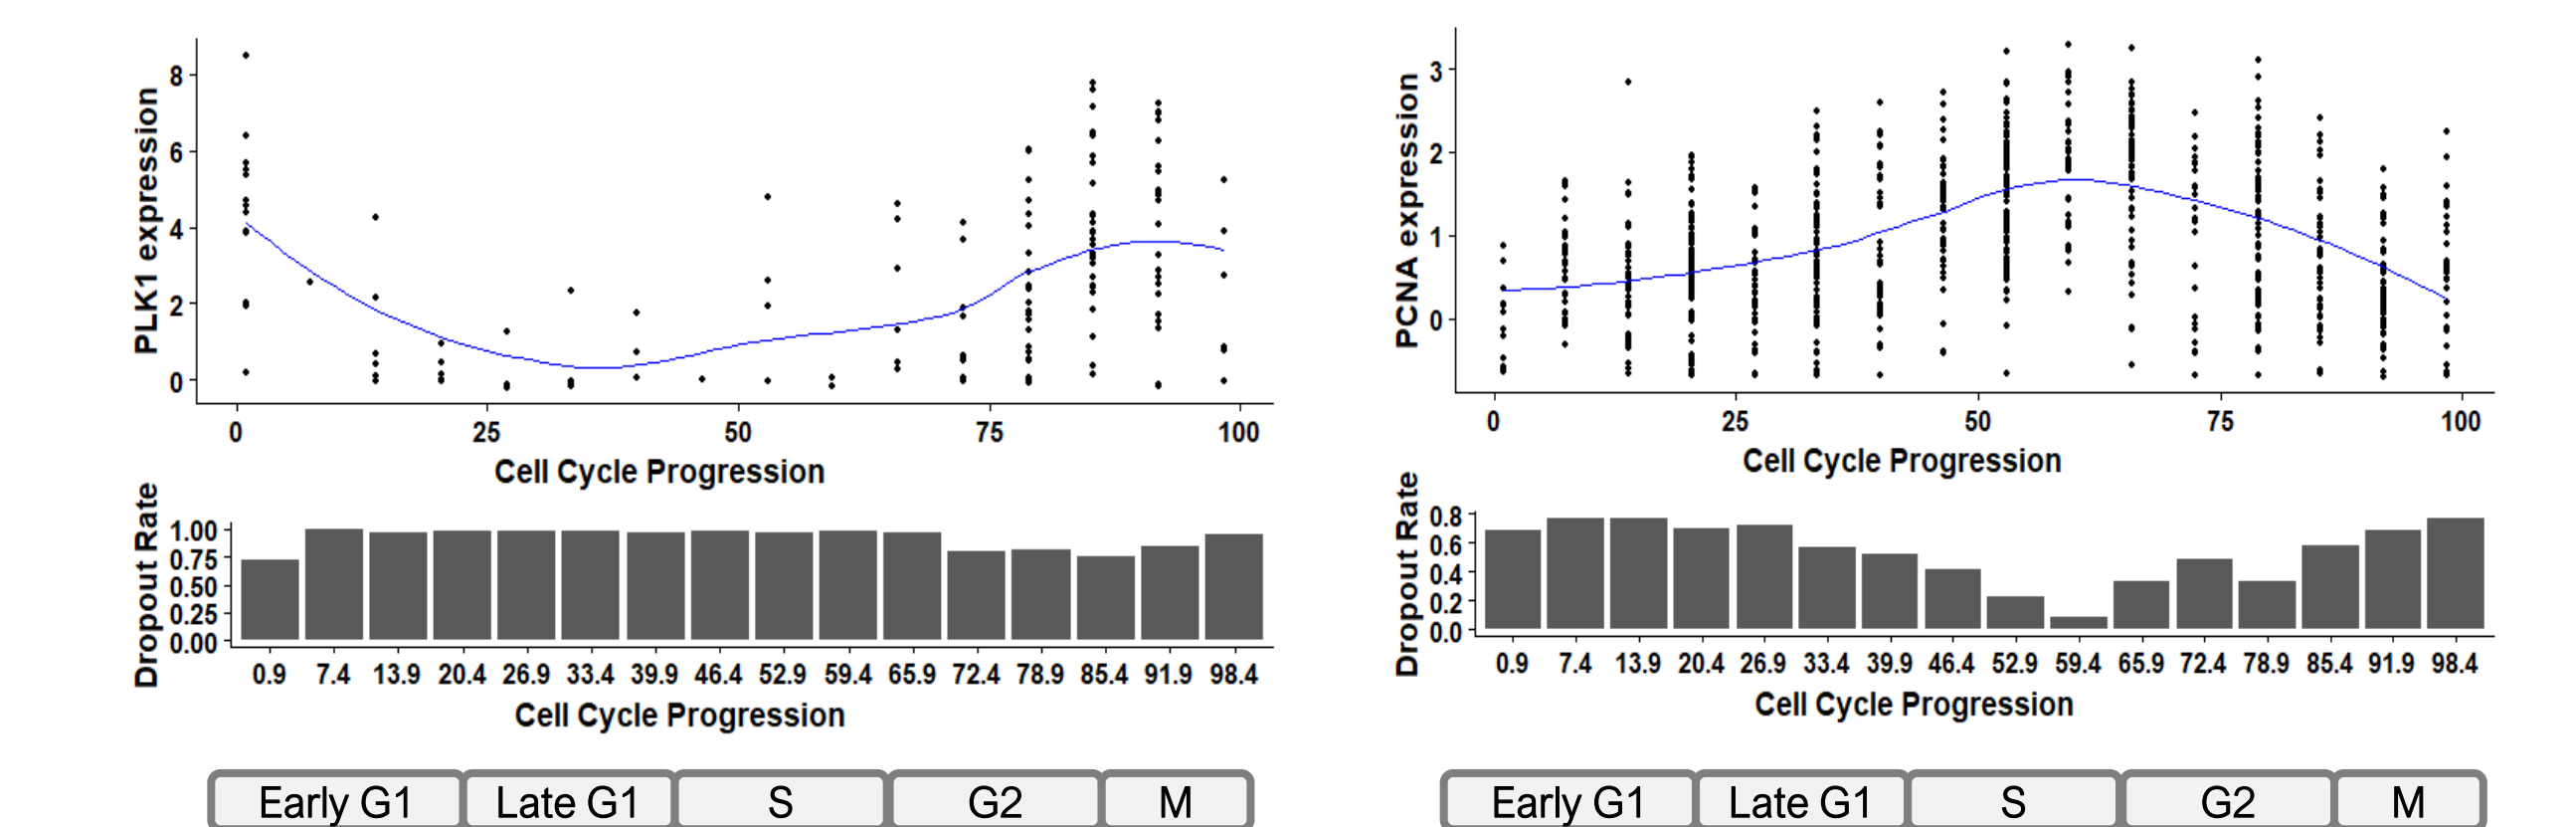 PLK1 expression
8
6
4
2
0
0 25 50 75 100
Cell Cycle Progression
Dropout Rate
1.00
0.75
0.50
0.25
0.00
0.9 7.4 13.9 20.4 26.9 33.4 39.9 46.4 52.9 59.4 65.9 72.4 78.9 85.4 91.9 98.4
Cell Cycle Progression
Early G1 Late G1 S G2 M
PCNA expression
3
2
1
0
0 25 50 75 100
Cell Cycle Progression
Dropout Rate
0.8
0.6
0.4
0.2
0.0
0.9 7.4 13.9 20.4 26.9 33.4 39.9 46.4 52.9 59.4 65.9 72.4 78.9 85.4 91.9 98.4
Cell Cycle Progression
Early G1 Late G1 S G2 M